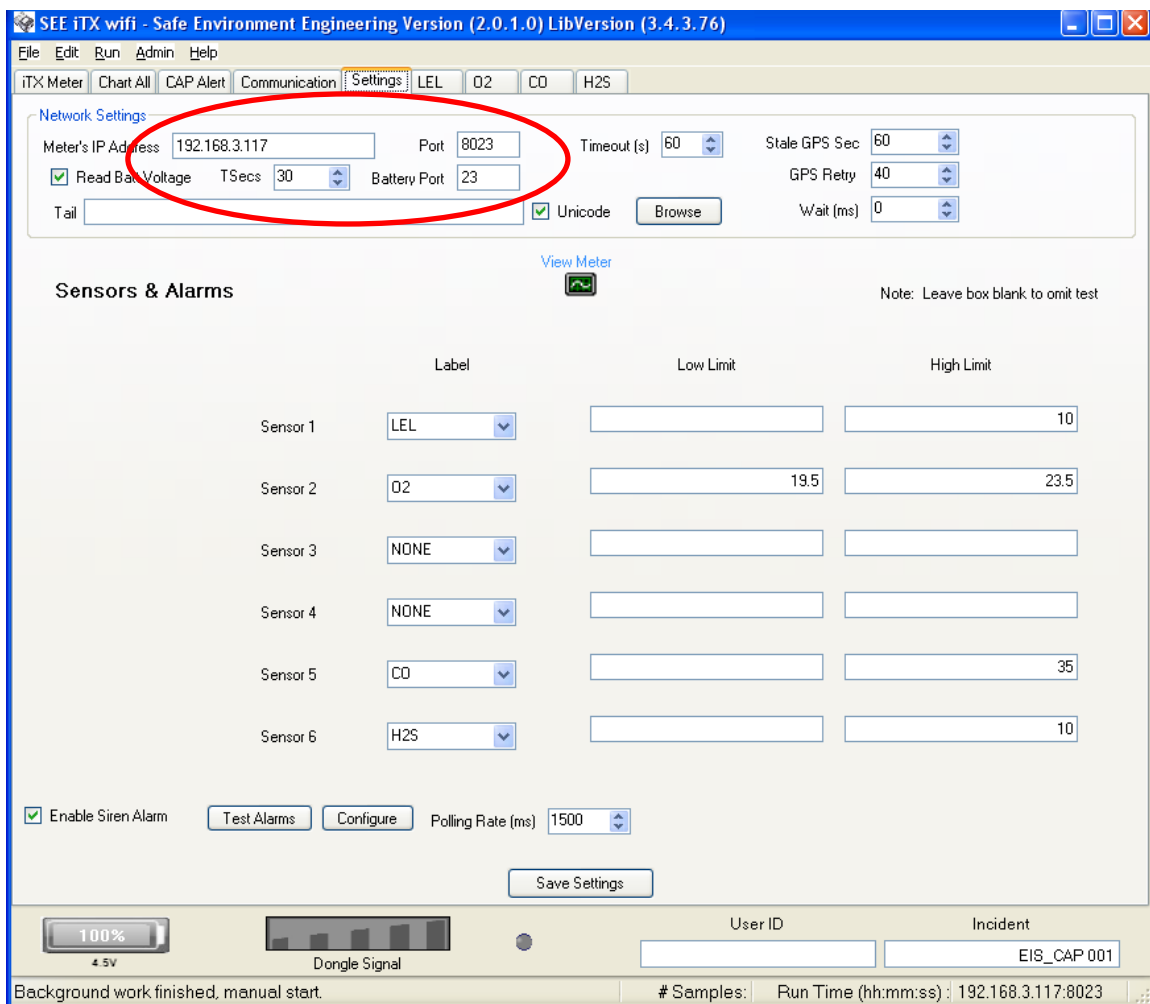 SEE iTX wifi - Safe Environment Engineering Version (2.0.1.0) LibVersion (3.4.3.76)
File Edit Run Admin Help
iTX Meter Chart All CAP Alert Communication Settings LEL O2 CO H2S
Network Settings
Meter's IP Address 192.168.3.117 Port 8023 Timeout (s) 60 Stale GPS Sec 60
Read Batt Voltage TSecs 30 Battery Port 23 GPS Retry 40
Tail Unicode Browse Wait (ms) 0
View Meter
Sensors & Alarms
Note: Leave box blank to omit test
Label Low Limit High Limit
Sensor 1 LEL 10
Sensor 2 O2 19.5 23.5
Sensor 3 NONE
Sensor 4 NONE
Sensor 5 CO 35
Sensor 6 H2S 10
Enable Siren Alarm Test Alarms Configure Polling Rate (ms) 1500
Save Settings
User ID Incident
100%
4.5V
Dongle Signal
EIS_CAP 001
Background work finished, manual start. # Samples: Run Time (hh:mm:ss) : 192.168.3.117:8023